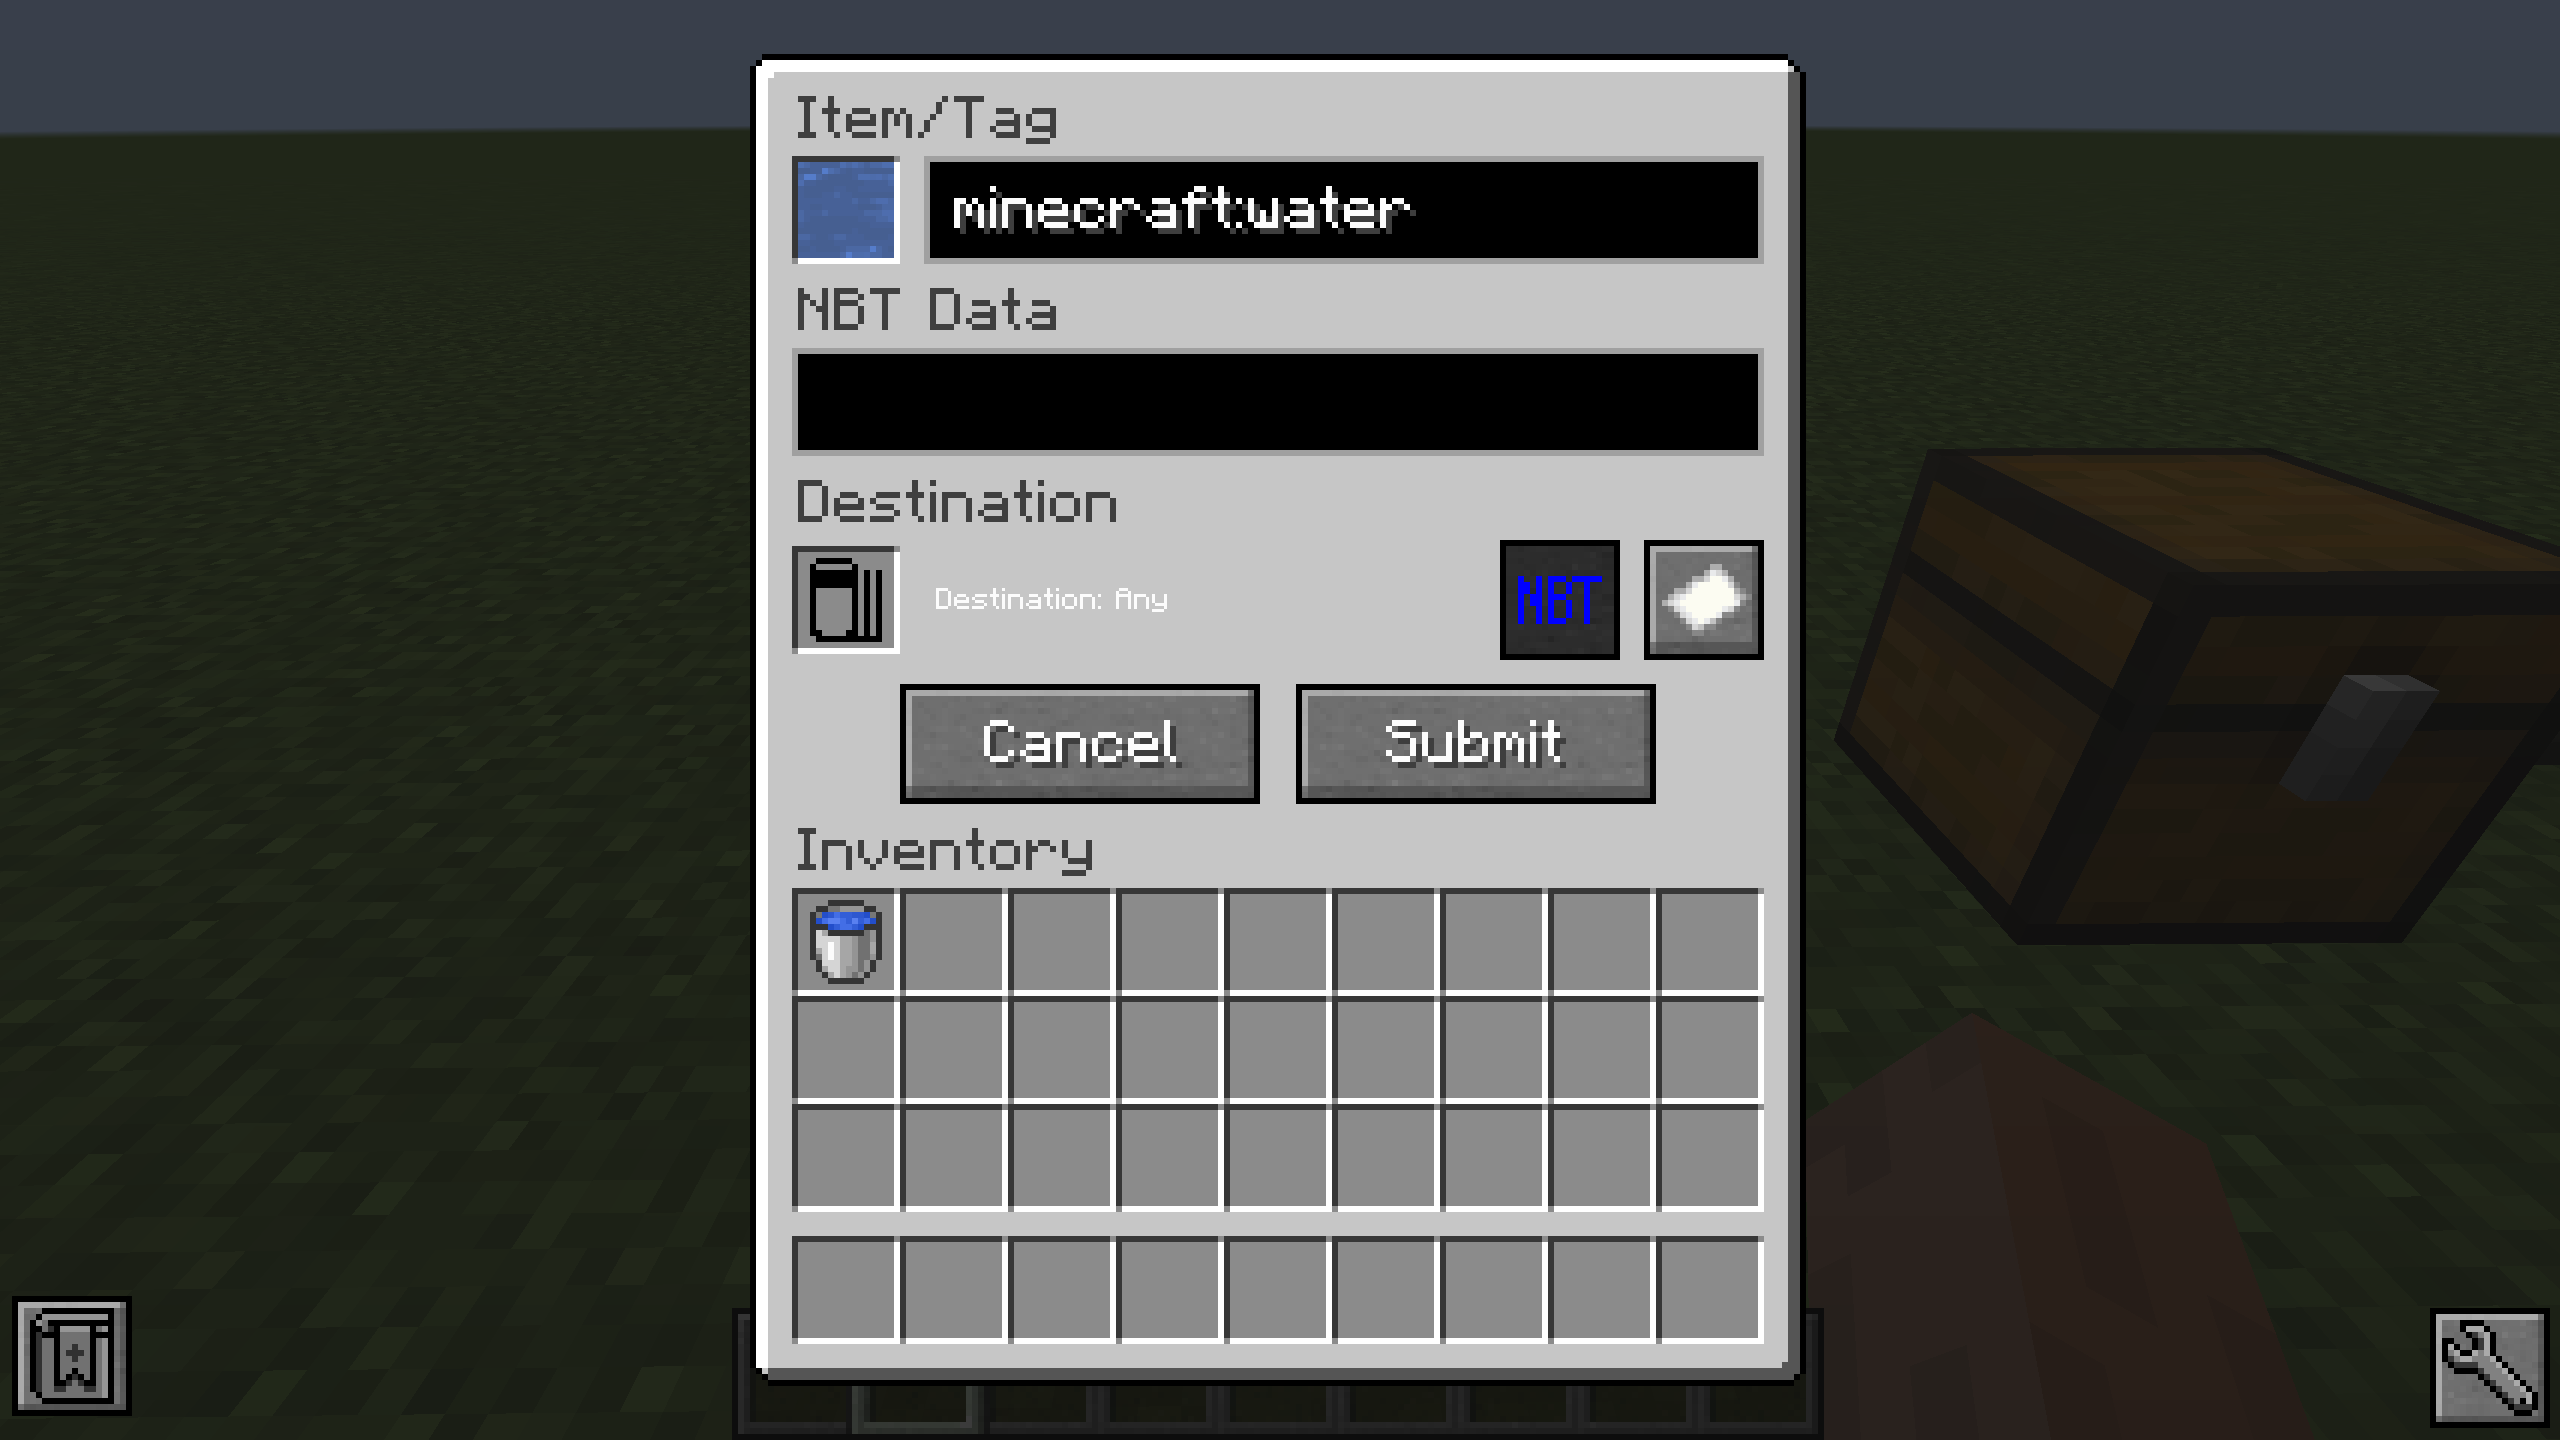 Item/Tag
minecraft:water
NBT Data
Destination
Destination: Any
NBT
Cancel
Submit
Inventory